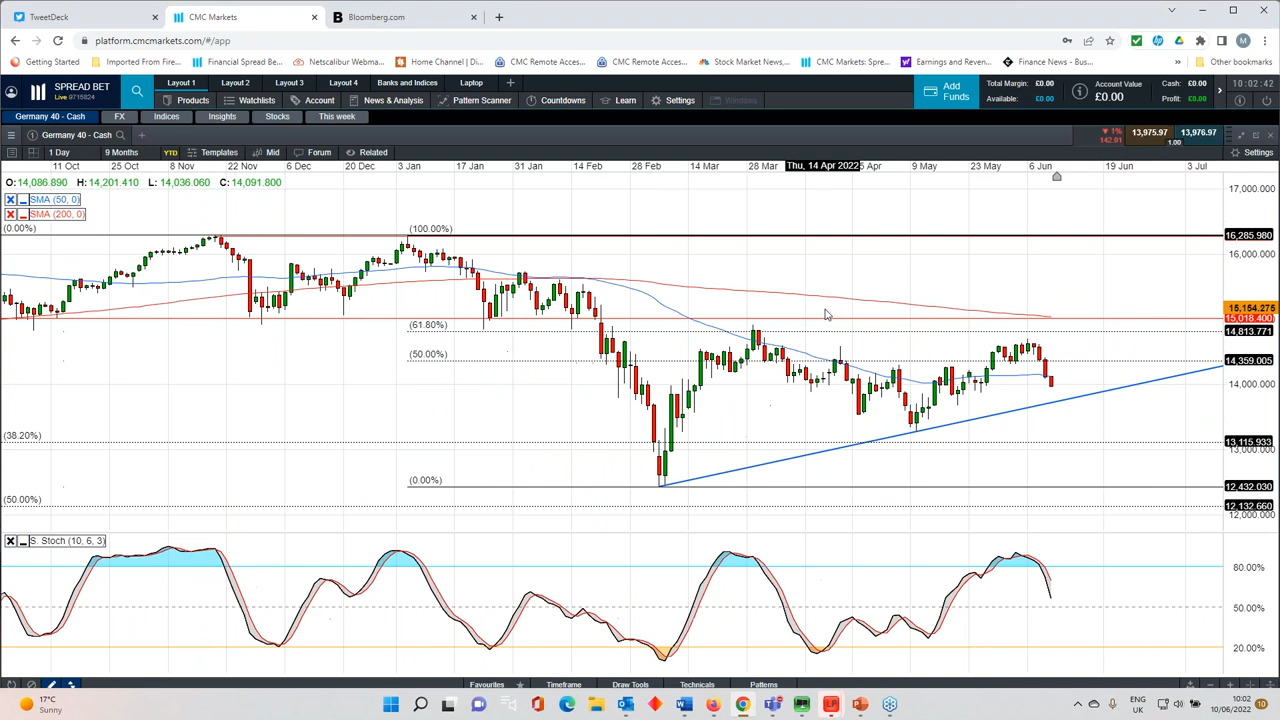 TweetDeck
CMC Markets
Bloomberg.com
platform.cmcmarkets.com/#/app
M
Getting Started
Imported From Fire...
Financial Spread Be...
Netscalibur Webma...
Home Channel | Di...
CMC Remote Acces...
CMC Remote Acces...
Stock Market News,...
CMC Markets: Spre...
Earnings and Revenu...
Finance News - Bus...
Other bookmarks
SPREAD BET
Live 9715824
Layout 1
Layout 2
Layout 3
Layout 4
Banks and Indices
Laptop
Products
Watchlists
Account
News & Analysis
Pattern Scanner
Countdowns
Learn
Settings
Windows
Add Funds
Total Margin: £0.00
Available: £0.00
Account Value
£0.00
Cash: £0.00
Profit: £0.00
10:02:42
Germany 40 - Cash
FX
Indices
Insights
Stocks
This week
1 Germany 40 - Cash
1%
142.91
13,975.97
1.00
13,976.97
1 Day
9 Months
YTD
Templates
Mid
Forum
Related
Settings
11 Oct
25 Oct
8 Nov
22 Nov
6 Dec
20 Dec
3 Jan
17 Jan
31 Jan
14 Feb
28 Feb
14 Mar
28 Mar
Thu, 14 Apr 2022
5 Apr
9 May
23 May
6 Jun
19 Jun
3 Jul
O:14,086.890 H:14,201.410 L:14,036.060 C:14,091.800
SMA (50, 0)
SMA (200, 0)
(0.00%)
(100.00%)
(61.80%)
(50.00%)
(38.20%)
(0.00%)
(50.00%)
17,000.000
16,285.980
16,000.000
15,154.275
15,018.400
14,813.771
14,359.005
14,000.000
13,115.933
13,000.000
12,432.030
12,132.660
12,000.000
S. Stoch (10, 6, 3)
80.00%
50.00%
20.00%
Favourites
Timeframe
Draw Tools
Technicals
Patterns
17°C
Sunny
ENG
UK
10:02
10/06/2022
10